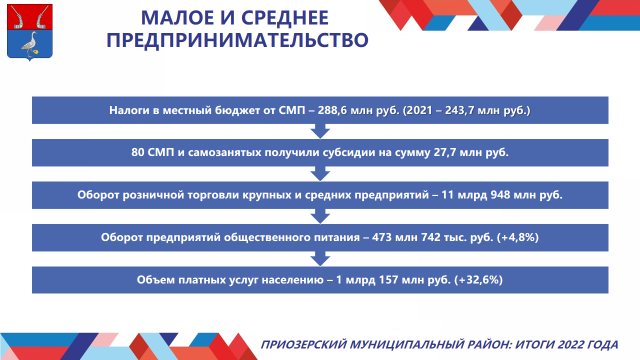 МАЛОЕ И СРЕДНЕЕ
ПРЕДПРИНИМАТЕЛЬСТВО
Налоги в местный бюджет от СМП – 288,6 млн руб. (2021 – 243,7 млн руб.)
80 СМП и самозанятых получили субсидии на сумму 27,7 млн руб.
Оборот розничной торговли крупных и средних предприятий – 11 млрд 948 млн руб.
Оборот предприятий общественного питания – 473 млн 742 тыс. руб. (+4,8%)
Объем платных услуг населению – 1 млрд 157 млн руб. (+32,6%)
ПРИОЗЕРСКИЙ МУНИЦИПАЛЬНЫЙ РАЙОН: ИТОГИ 2022 ГОДА